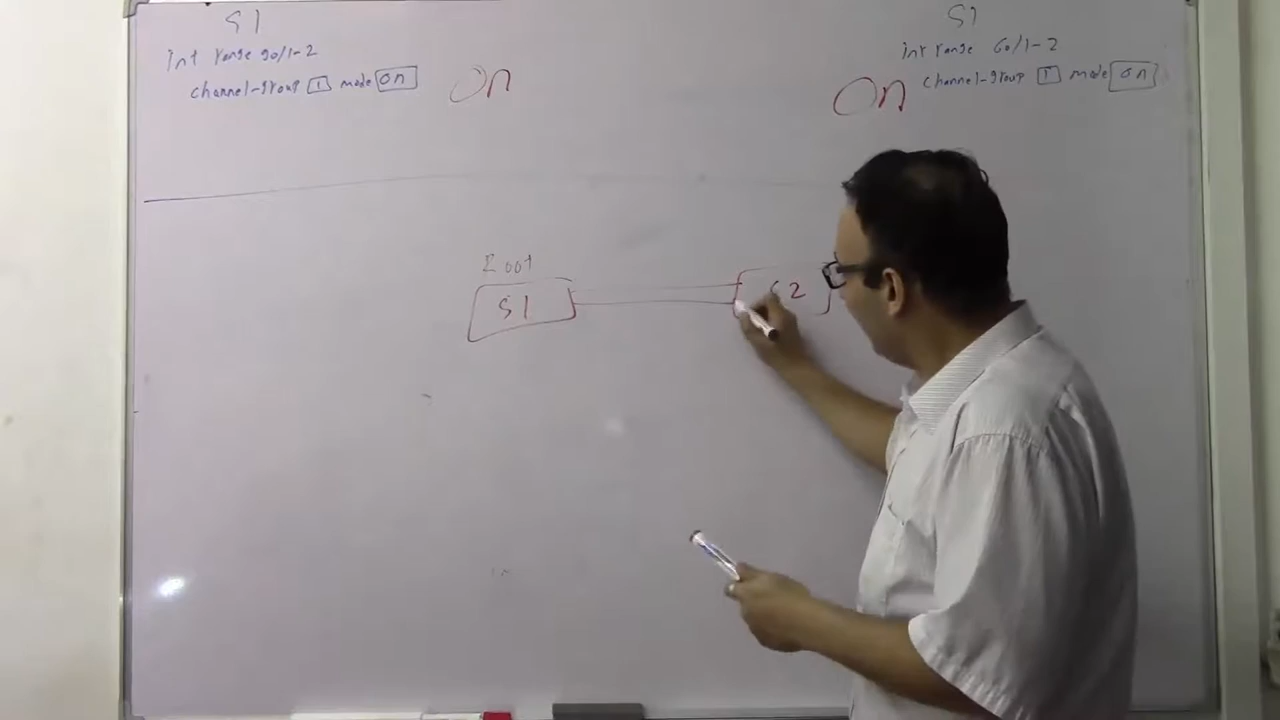 S1
int range g0/1-2
channel-group 1 mode on
on
S1
int range G0/1-2
channel-group 1 mode on
on
Root
S1
S2